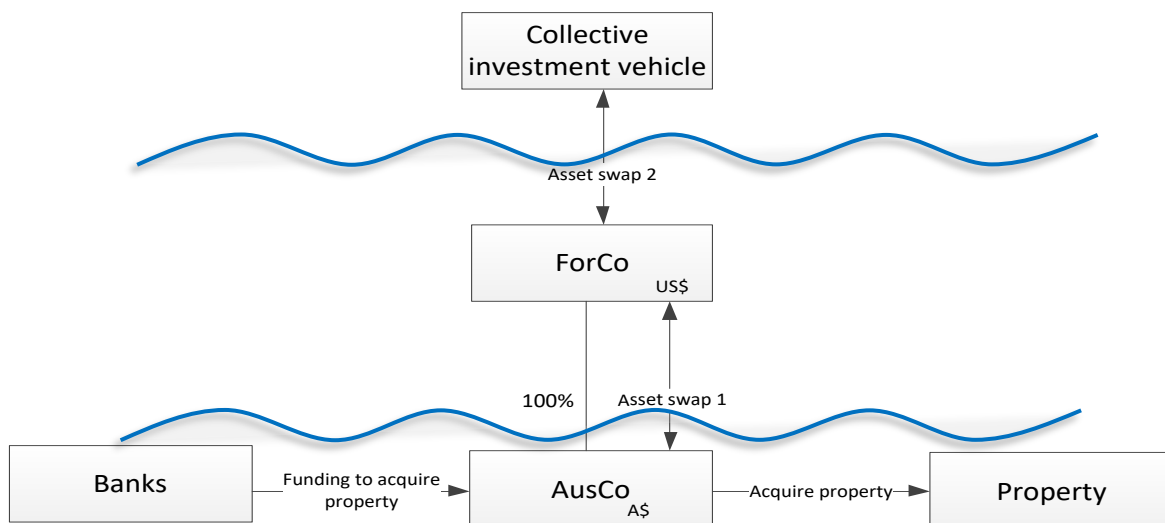 Collective
investment vehicle
Asset swap 2
ForCo
US$
100%
Asset swap 1
Banks
Funding to acquire
property
AusCo
A$
Acquire property
Property